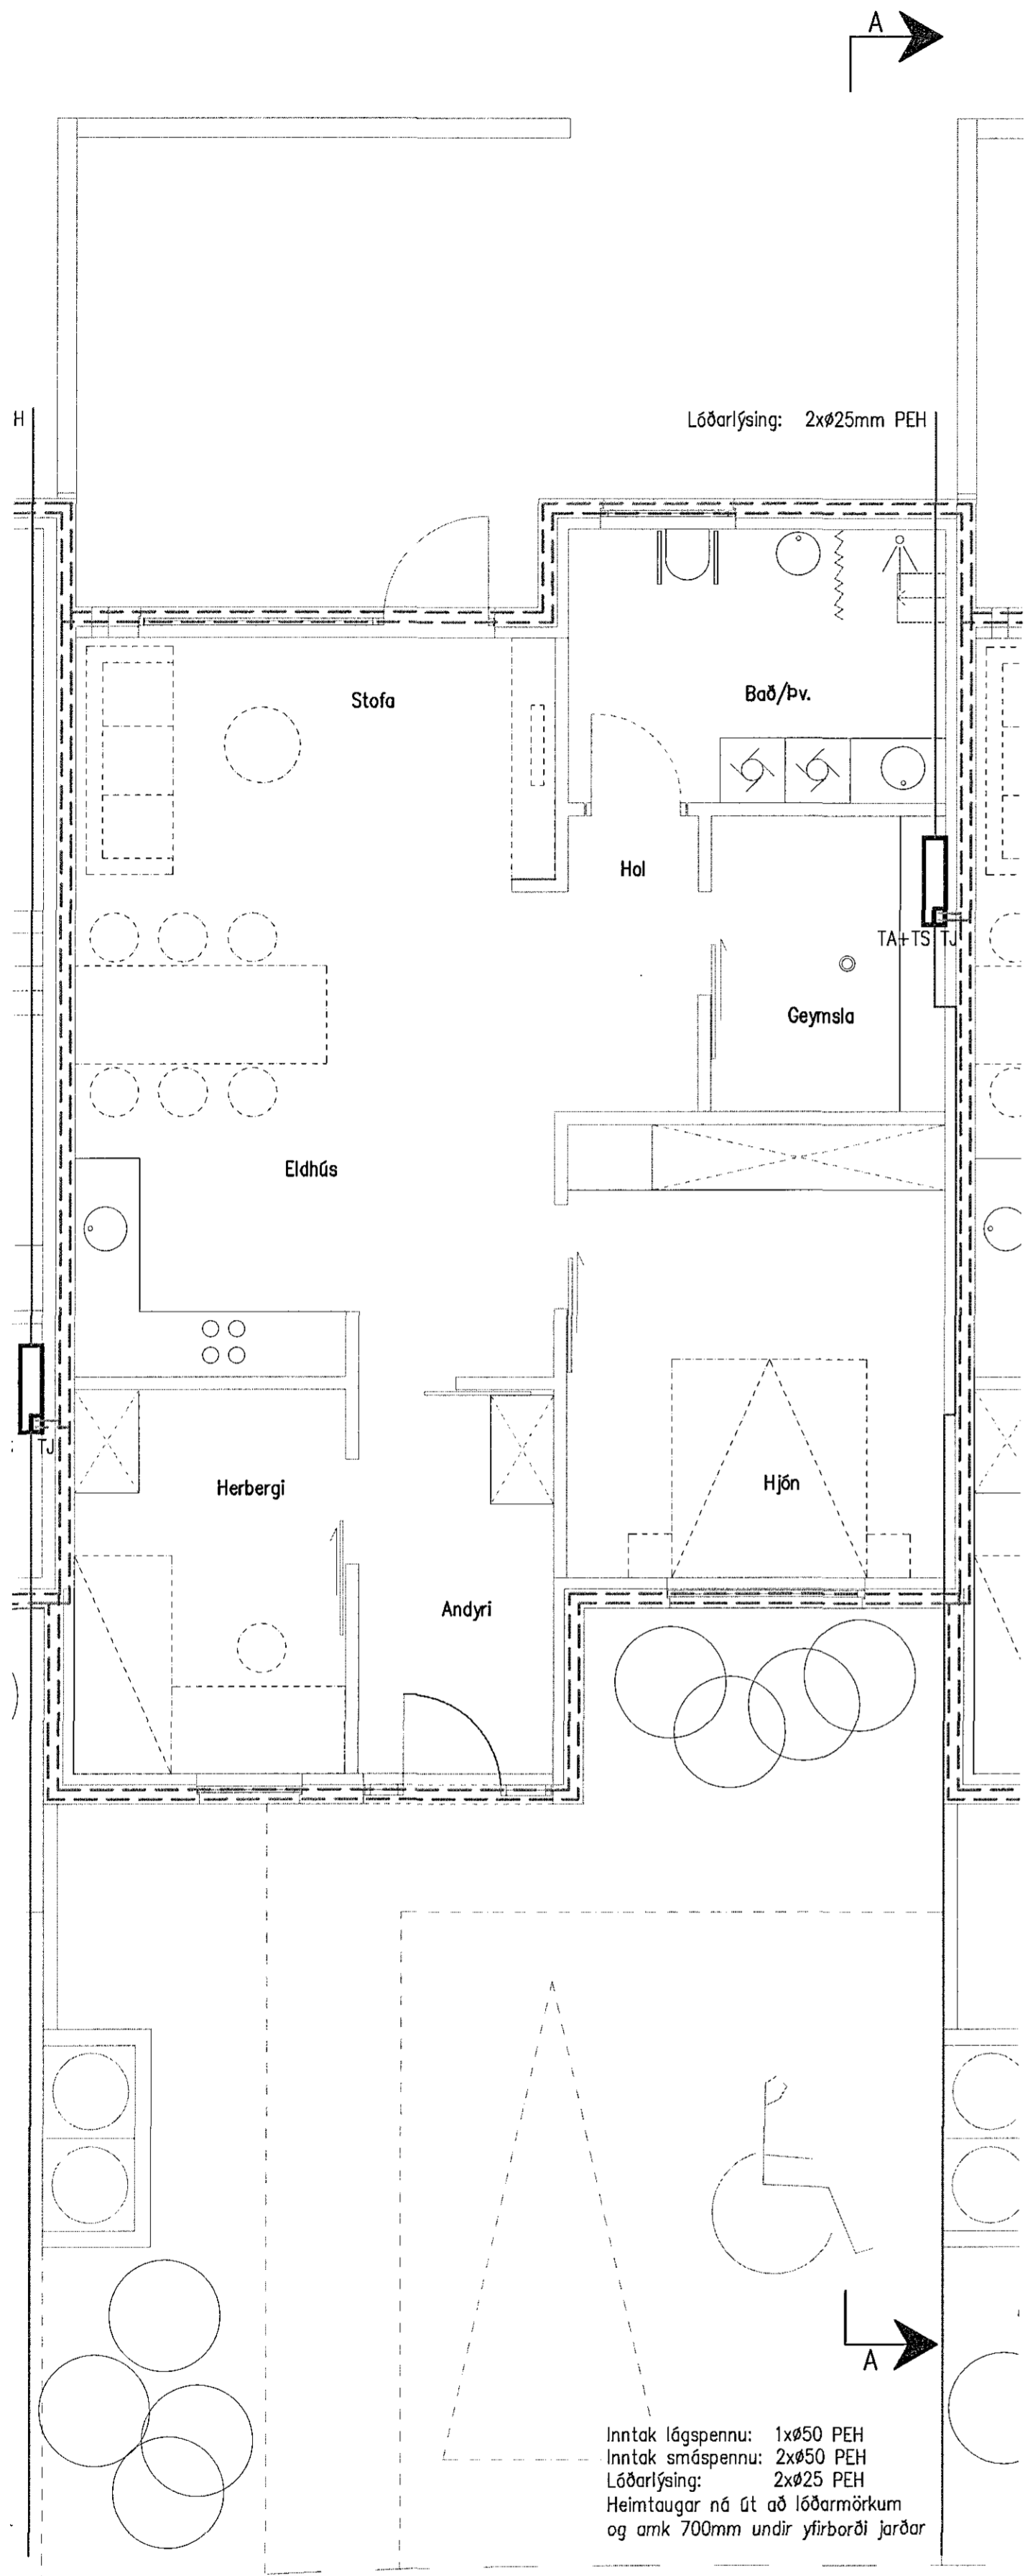 A
H
Lóðarlýsing: 2xø25mm PEH
Stofa
Bað/Þv.
Hol
TA+TS TJ
Geymsla
Eldhús
TJ
Herbergi
Hjón
Andyri
A
Inntak lágspennu: 1xø50 PEH
Inntak smáspennu: 2xø50 PEH
Lóðarlýsing: 2xø25 PEH
Heimtaugar ná út að lóðarmörkum
og amk 700mm undir yfirborði jarðar